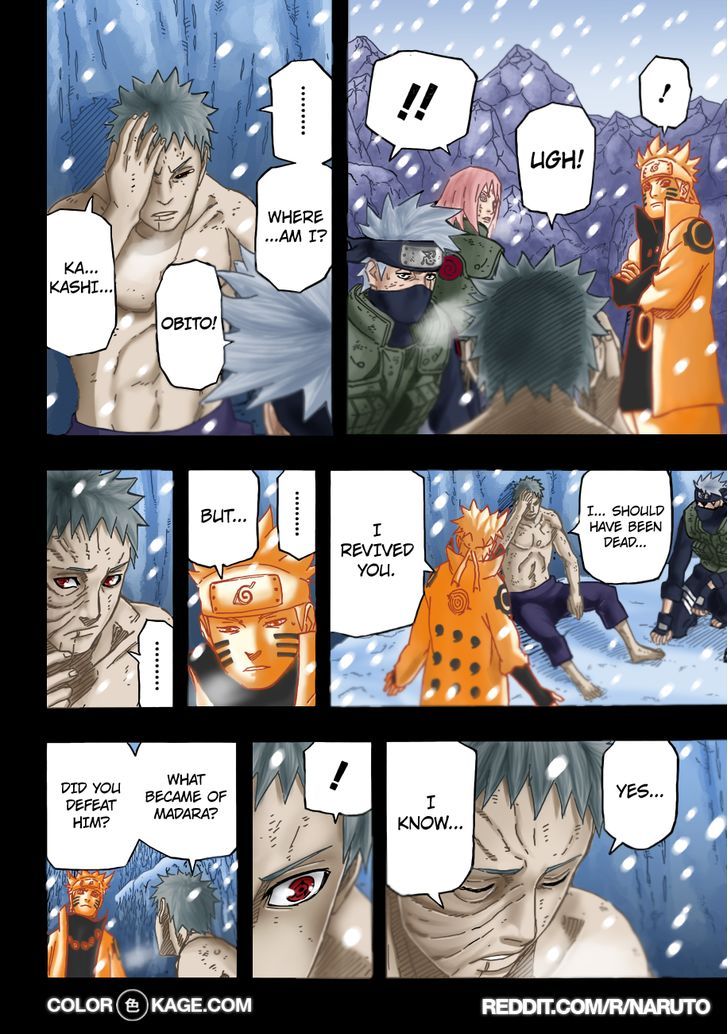 !
UGH!
!!
………
WHERE
...AM I?
OBITO!
KA...
KASHI...
I... SHOULD
HAVE BEEN
DEAD...
I
REVIVED
YOU.
………
BUT...
………
YES...
I
KNOW...
!
WHAT
BECAME OF
MADARA?
DID YOU
DEFEAT
HIM?
COLOR 色 KAGE.COM
REDDIT.COM/R/NARUTO